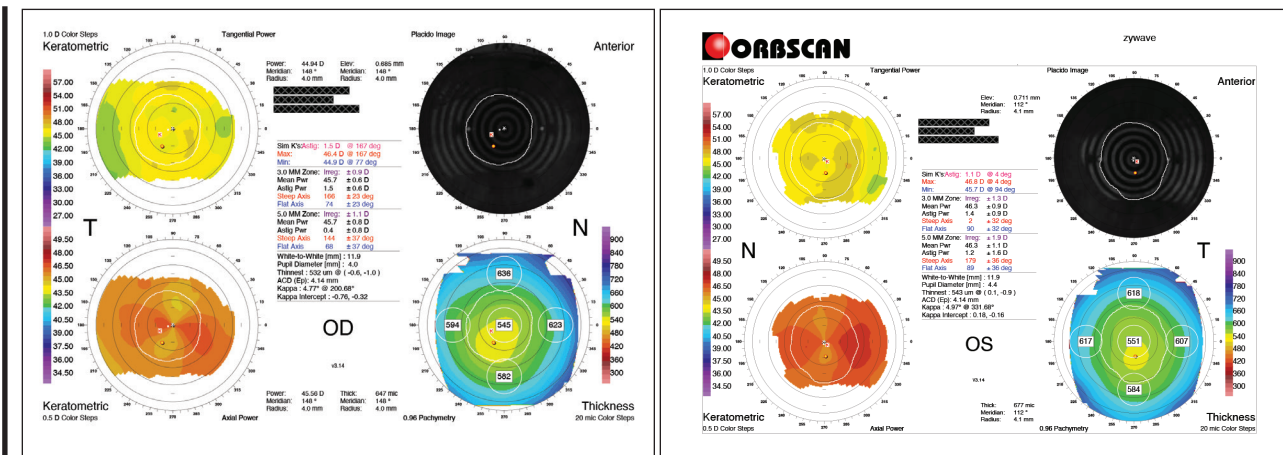 1.0 D Color Steps
Tangential Power
Placido Image
Keratometric
Anterior
Power: 44.94 D Elev: 0.685 mm
Meridian: 148 ° Meridian: 148 °
Radius: 4.0 mm Radius: 4.0 mm
57.00
54.00
51.00
48.00
45.00
42.00
39.00
36.00
33.00
30.00
27.00
T
N
Sim K's: Astig: 1.5 D @ 167 deg
Max: 46.4 D @ 167 deg
Min: 44.9 D @ 77 deg
3.0 MM Zone: Irreg: ± 0.9 D
Mean Pwr 45.7 ± 0.6 D
Astig Pwr 1.5 ± 0.6 D
Steep Axis 166 ± 23 deg
Flat Axis 74 ± 23 deg
5.0 MM Zone: Irreg: ± 1.1 D
Mean Pwr 45.7 ± 0.8 D
Astig Pwr 0.4 ± 0.8 D
Steep Axis 144 ± 37 deg
Flat Axis 68 ± 37 deg
White-to-White [mm] : 11.9
Pupil Diameter [mm] : 4.0
Thinnest : 532 um @ ( -0.6, -1.0 )
ACD (Ep): 4.14 mm
Kappa : 4.77° @ 200.68°
Kappa Intercept : -0.76, -0.32
49.50
48.00
46.50
45.00
43.50
42.00
40.50
39.00
37.50
36.00
34.50
900
800
740
680
660
600
540
480
420
360
300
636
594
545
623
582
OD
v3.14
Power: 45.56 D Thick: 647 mic
Meridian: 148 ° Meridian: 148 °
Radius: 4.0 mm Radius: 4.0 mm
Keratometric
Thickness
0.5 D Color Steps
Axial Power
0.96 Pachymetry
20 mic Color Steps
ORBSCAN
zywave
1.0 D Color Steps
Tangential Power
Placido Image
Keratometric
Anterior
Elev: 0.711 mm
Meridian: 112 °
Radius: 4.1 mm
57.00
54.00
51.00
48.00
45.00
42.00
39.00
36.00
33.00
30.00
27.00
N
T
Sim K's: Astig: 1.1 D @ 4 deg
Max: 46.8 D @ 4 deg
Min: 45.7 D @ 94 deg
3.0 MM Zone: Irreg: ± 1.3 D
Mean Pwr 46.3 ± 0.9 D
Astig Pwr 1.4 ± 0.9 D
Steep Axis 2 ± 32 deg
Flat Axis 90 ± 32 deg
5.0 MM Zone: Irreg: ± 1.9 D
Mean Pwr 46.3 ± 1.1 D
Astig Pwr 1.2 ± 1.6 D
Steep Axis 179 ± 36 deg
Flat Axis 89 ± 36 deg
White-to-White [mm] : 11.9
Pupil Diameter [mm] : 4.4
Thinnest : 543 um @ ( 0.1, -0.9 )
ACD (Ep): 4.14 mm
Kappa : 4.97° @ 331.68°
Kappa Intercept : 0.18, -0.16
49.50
48.00
46.50
45.00
43.50
42.00
40.50
39.00
37.50
36.00
34.50
900
800
740
680
660
600
540
480
420
360
300
618
617
551
607
584
OS
v3.14
Thick: 677 mic
Meridian: 112 °
Radius: 4.1 mm
Keratometric
Thickness
0.5 D Color Steps
Axial Power
0.96 Pachymetry
20 mic Color Steps